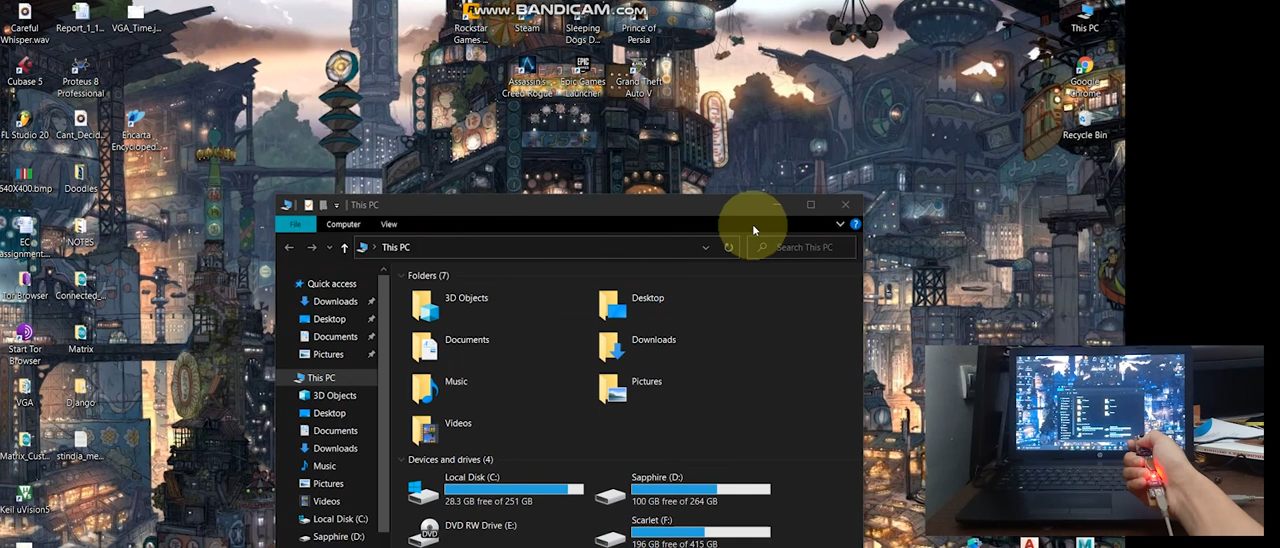 www.BANDICAM.com
Careful
Whisper.wav
Report_1_1...
VGA_Time.j...
Rockstar
Games ...
Steam
Sleeping
Dogs D...
Prince of
Persia
This PC
Cubase 5
Proteus 8
Professional
Assassin's
Creed Rogue
Epic Games
Launcher
EPIC
GAMES
Grand Theft
Auto V
Google
Chrome
FL Studio 20
Cant_Decid...
Encarta
Encycloped...
Recycle Bin
640X400.bmp
Doodles
EC
assignment...
NOTES
Tor Browser
Connected_...
Start Tor
Browser
Matrix
VGA
Django
Matrix_Cust...
stindia_me...
Keil uVision5
This PC
File
Computer
View
This PC
Search This PC
Quick access
Downloads
Desktop
Documents
Pictures
This PC
3D Objects
Desktop
Documents
Downloads
Music
Pictures
Videos
Local Disk (C:)
Sapphire (D:)
Folders (7)
3D Objects
Desktop
Documents
Downloads
Music
Pictures
Videos
Devices and drives (4)
Local Disk (C:)
28.3 GB free of 251 GB
Sapphire (D:)
100 GB free of 264 GB
DVD RW Drive (E:)
DVD
Scarlet (F:)
196 GB free of 415 GB